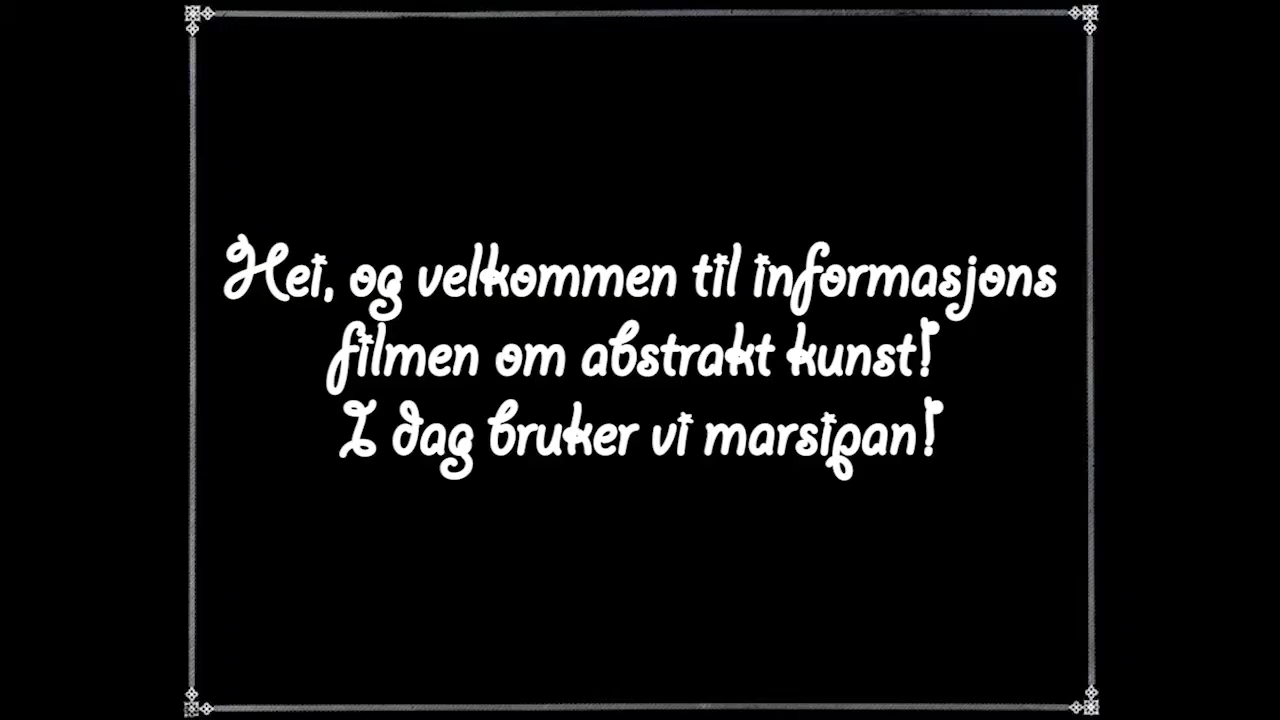 Hei, og velkommen til informasjons
filmen om abstrakt kunst!
I dag bruker vi marsipan!